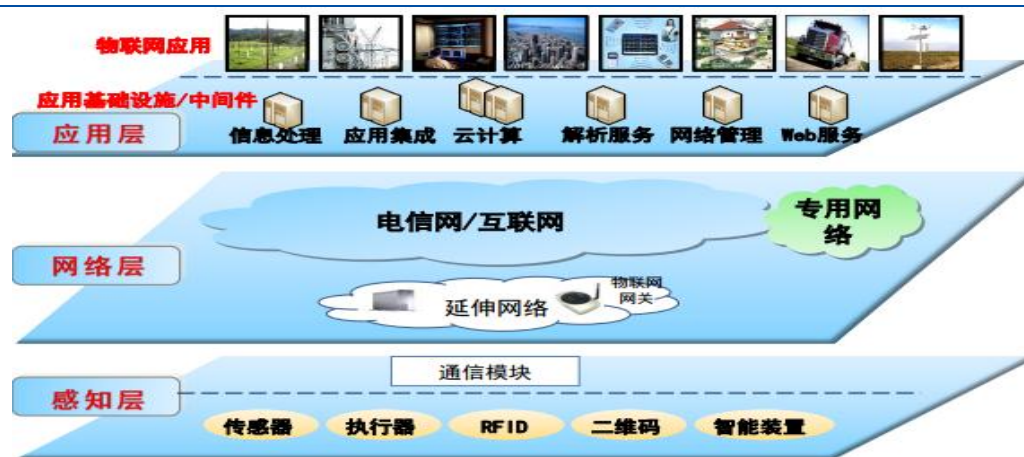 物联网应用
应用基础设施/中间件
应用层
信息处理 应用集成 云计算 解析服务 网络管理 Web服务
电信网/互联网
专用网
络
网络层
物联网
网关
延伸网络
通信模块
感知层
传感器 执行器 RFID 二维码 智能装置